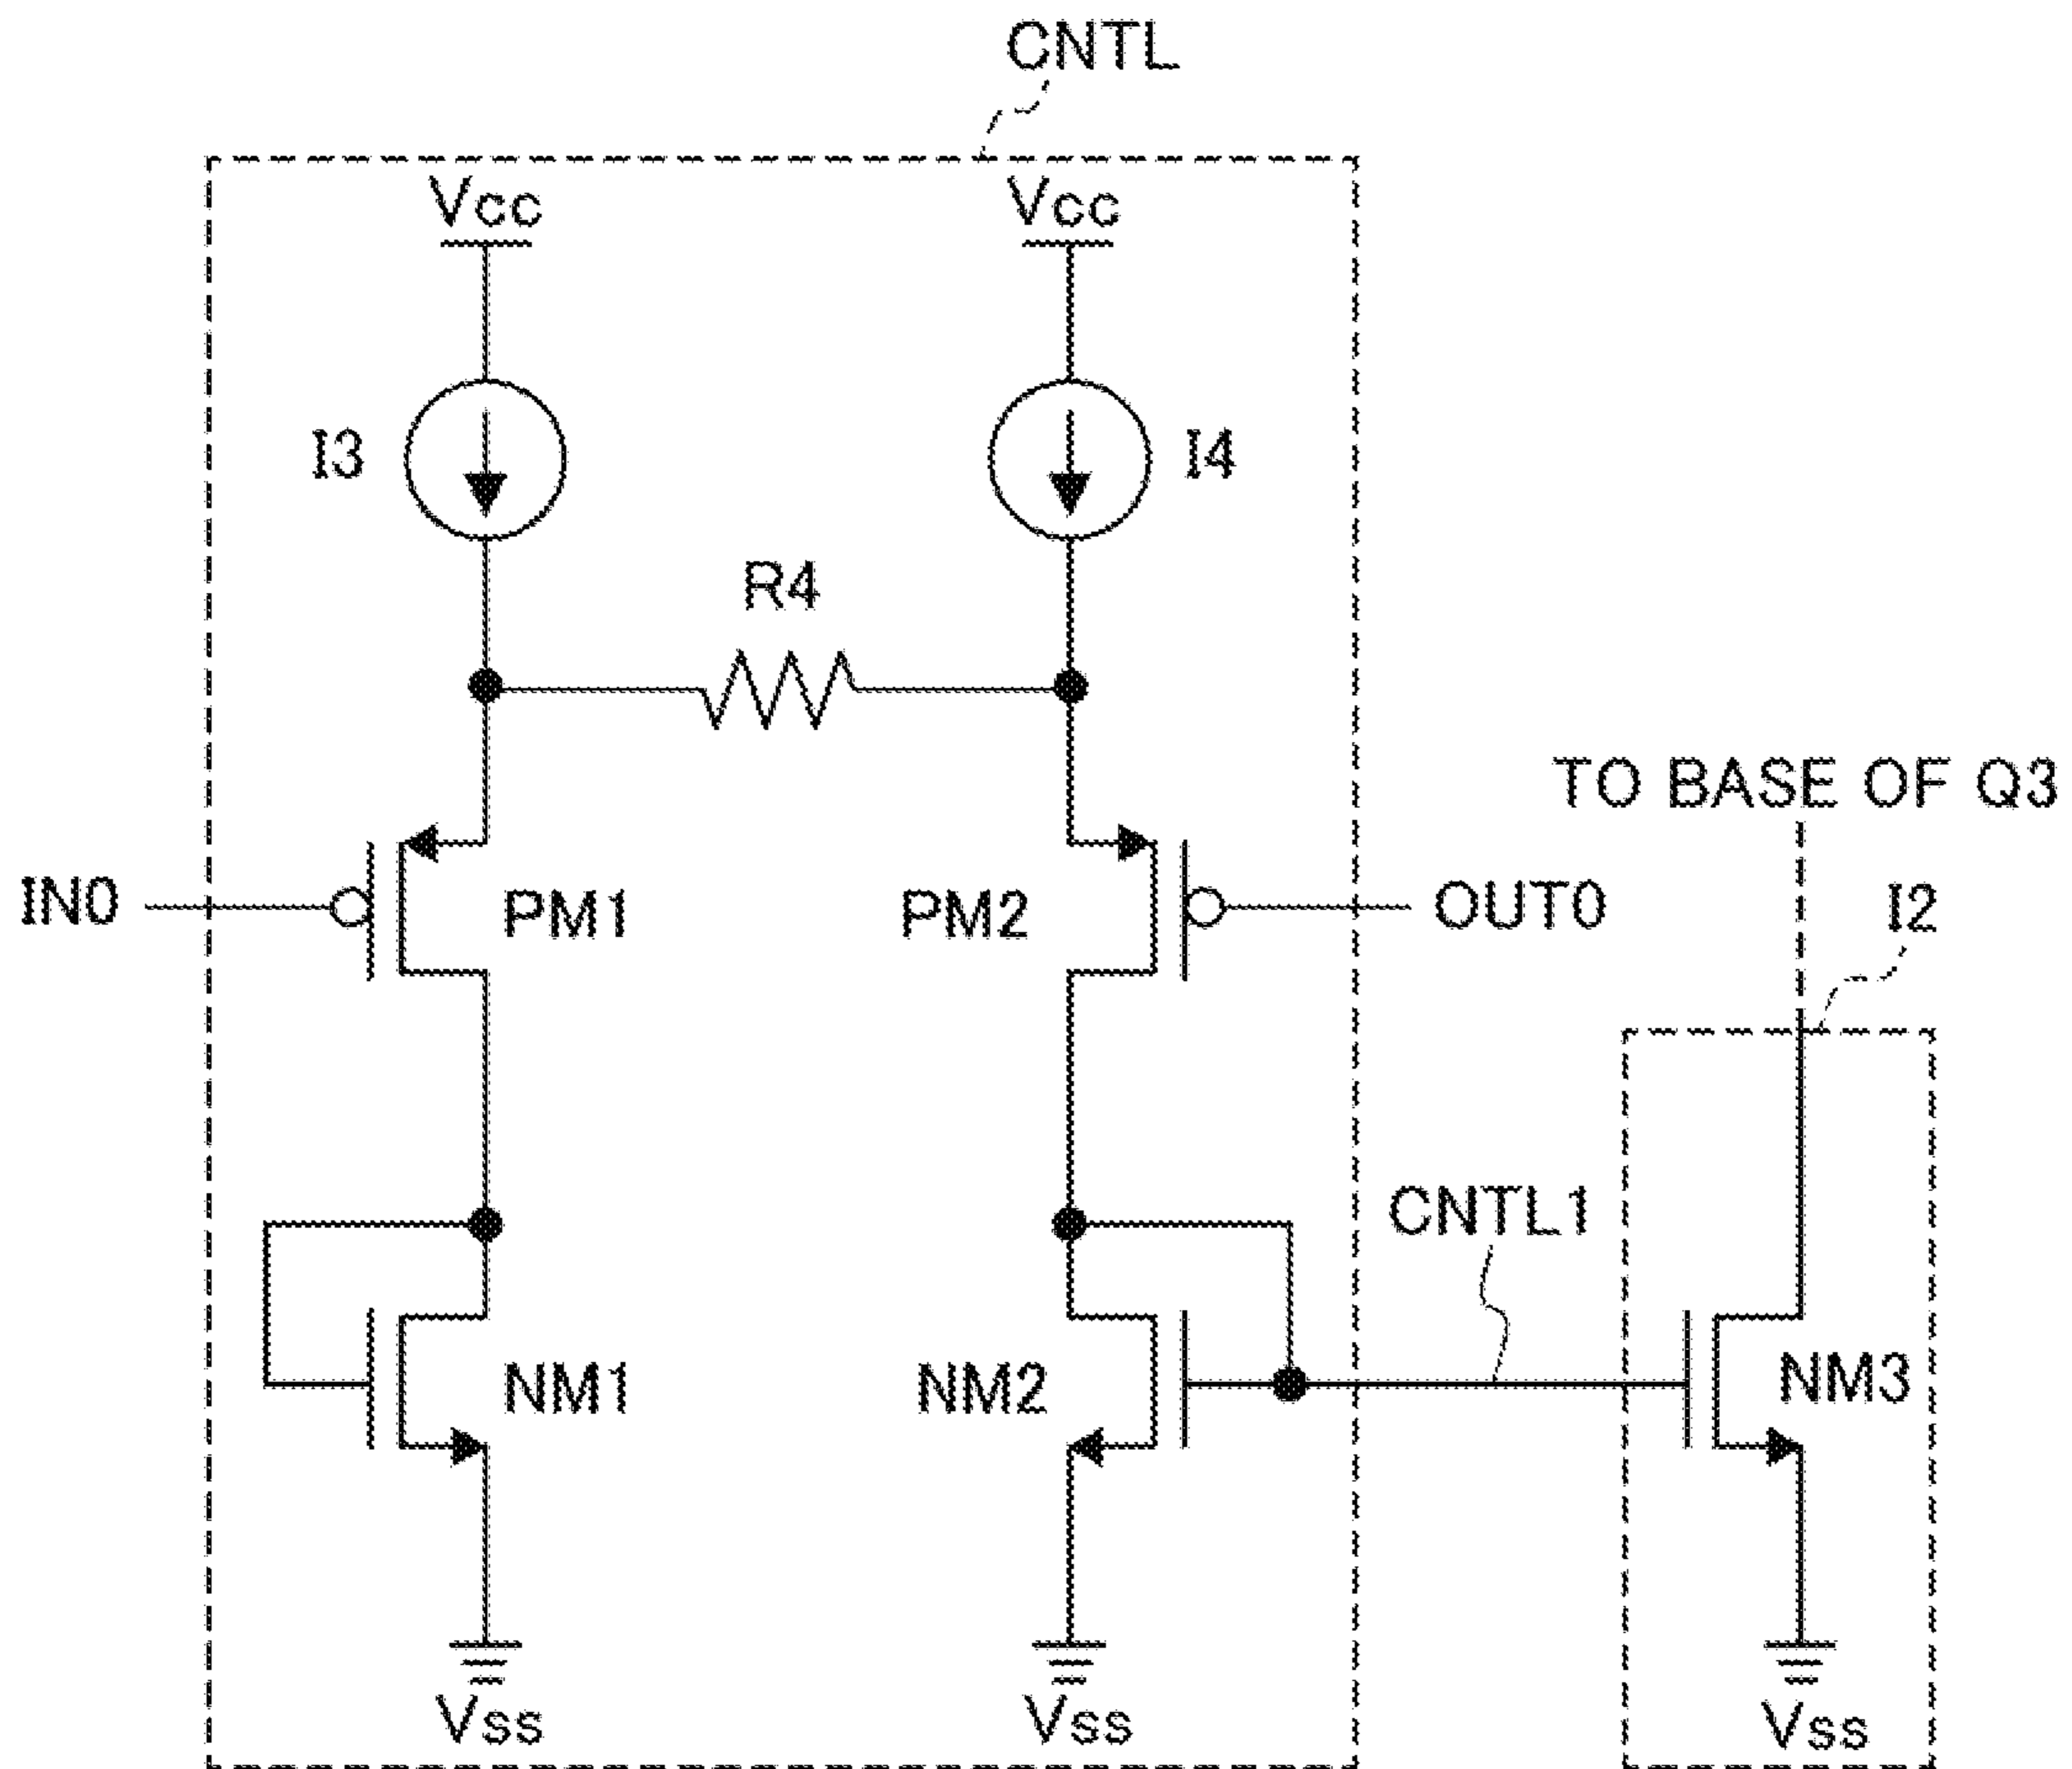 CNTL
Vcc Vcc
I3 I4
R4
TO BASE OF Q3
IN0 PM1 PM2 OUT0 I2
CNTL1
NM1 NM2 NM3
Vss Vss Vss